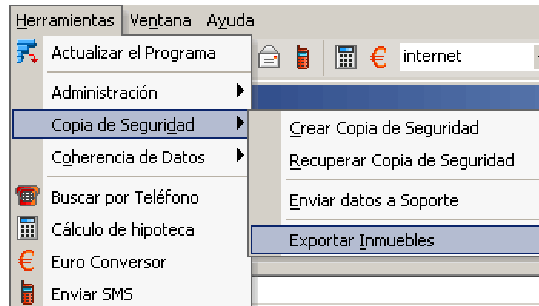 Herramientas Ventana Ayuda
Actualizar el Programa
internet
Administración
Copia de Seguridad
Coherencia de Datos
Buscar por Teléfono
Cálculo de hipoteca
Euro Conversor
Enviar SMS
Crear Copia de Seguridad
Recuperar Copia de Seguridad
Enviar datos a Soporte
Exportar Inmuebles